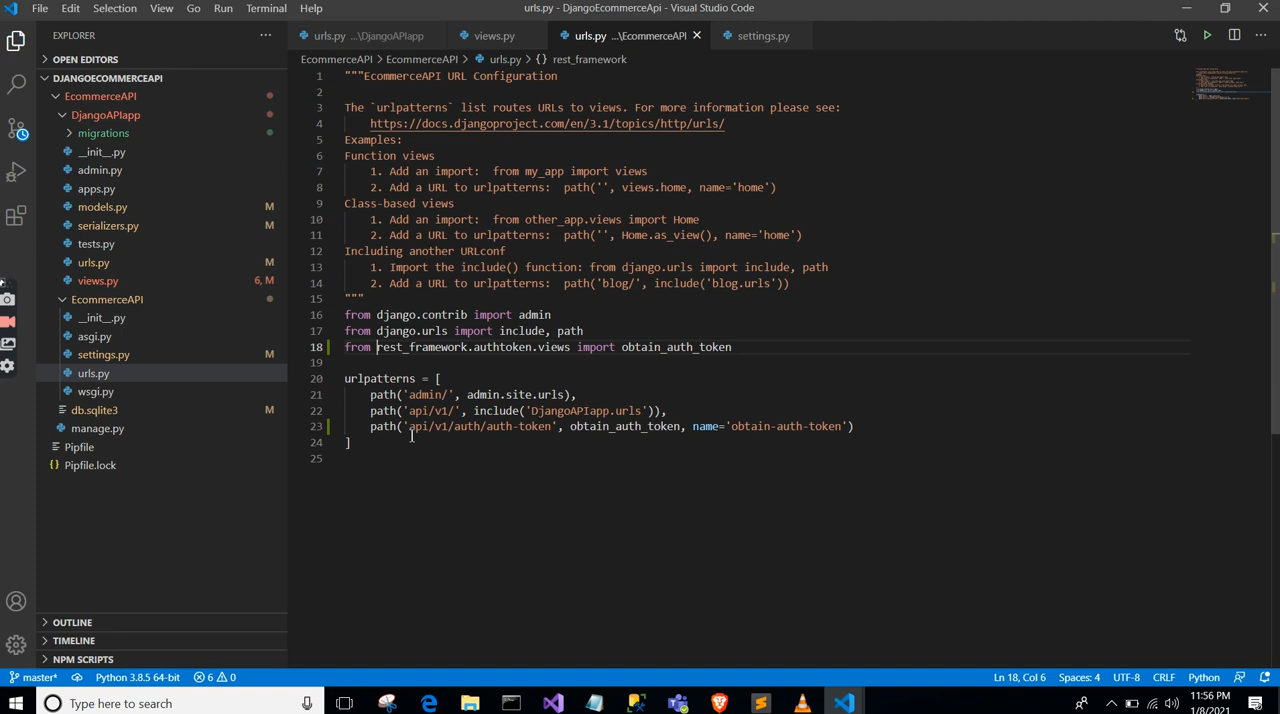 File Edit Selection View Go Run Terminal Help
urls.py - DjangoEcommerceApi - Visual Studio Code
EXPLORER
OPEN EDITORS
DJANGOECOMMERCEAPI
EcommerceAPI
DjangoAPIapp
migrations
__init__.py
admin.py
apps.py
models.py M
serializers.py M
tests.py
urls.py M
views.py 6, M
EcommerceAPI
__init__.py
asgi.py
settings.py M
urls.py
wsgi.py
db.sqlite3 M
manage.py
Pipfile
Pipfile.lock
OUTLINE
TIMELINE
NPM SCRIPTS
urls.py ...\DjangoAPIapp views.py urls.py ...\EcommerceAPI settings.py
EcommerceAPI > EcommerceAPI > urls.py > {} rest_framework
1 """EcommerceAPI URL Configuration
2
3 The `urlpatterns` list routes URLs to views. For more information please see:
4 https://docs.djangoproject.com/en/3.1/topics/http/urls/
5 Examples:
6 Function views
7 1. Add an import:  from my_app import views
8 2. Add a URL to urlpatterns:  path('', views.home, name='home')
9 Class-based views
10 1. Add an import:  from other_app.views import Home
11 2. Add a URL to urlpatterns:  path('', Home.as_view(), name='home')
12 Including another URLconf
13 1. Import the include() function: from django.urls import include, path
14 2. Add a URL to urlpatterns:  path('blog/', include('blog.urls'))
15 """
16 from django.contrib import admin
17 from django.urls import include, path
18 from rest_framework.authtoken.views import obtain_auth_token
19
20 urlpatterns = [
21 path('admin/', admin.site.urls),
22 path('api/v1/', include('DjangoAPIapp.urls')),
23 path('api/v1/auth/auth-token', obtain_auth_token, name='obtain-auth-token')
24 ]
25
master* Python 3.8.5 64-bit 6 0 Ln 18, Col 6 Spaces: 4 UTF-8 CRLF Python
Type here to search
11:56 PM
1/8/2021